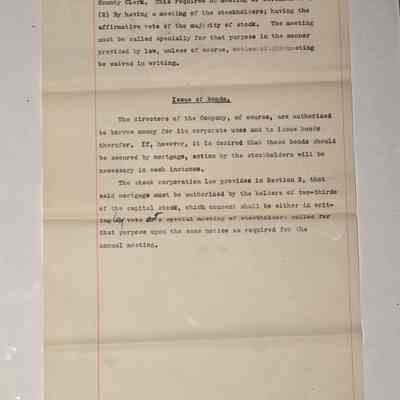 County Clerk. This requires no meeting of
(2) By having a meeting of the stockholders; having the
affirmative vote of the majority of stock. The meeting
must be called specially for that purpose in the manner
provided by law, unless of course, notice of the meeting
be waived in writing.
Issue of Bonds.
The directors of the Company, of course, are authorized
to borrow money for its corporate uses and to issue bonds
therefor. If, however, it is desired that these bonds should
be secured by mortgage, action by the stockholders will be
necessary in each instance.
The stock corporation law provides in Section 2, that
said mortgage must be authorized by the holders of two-thirds
of the capital stock, which consent shall be either in writ-
ing by vote at a special meeting of stockholders called for
that purpose upon the same notice as required for the
annual meeting.